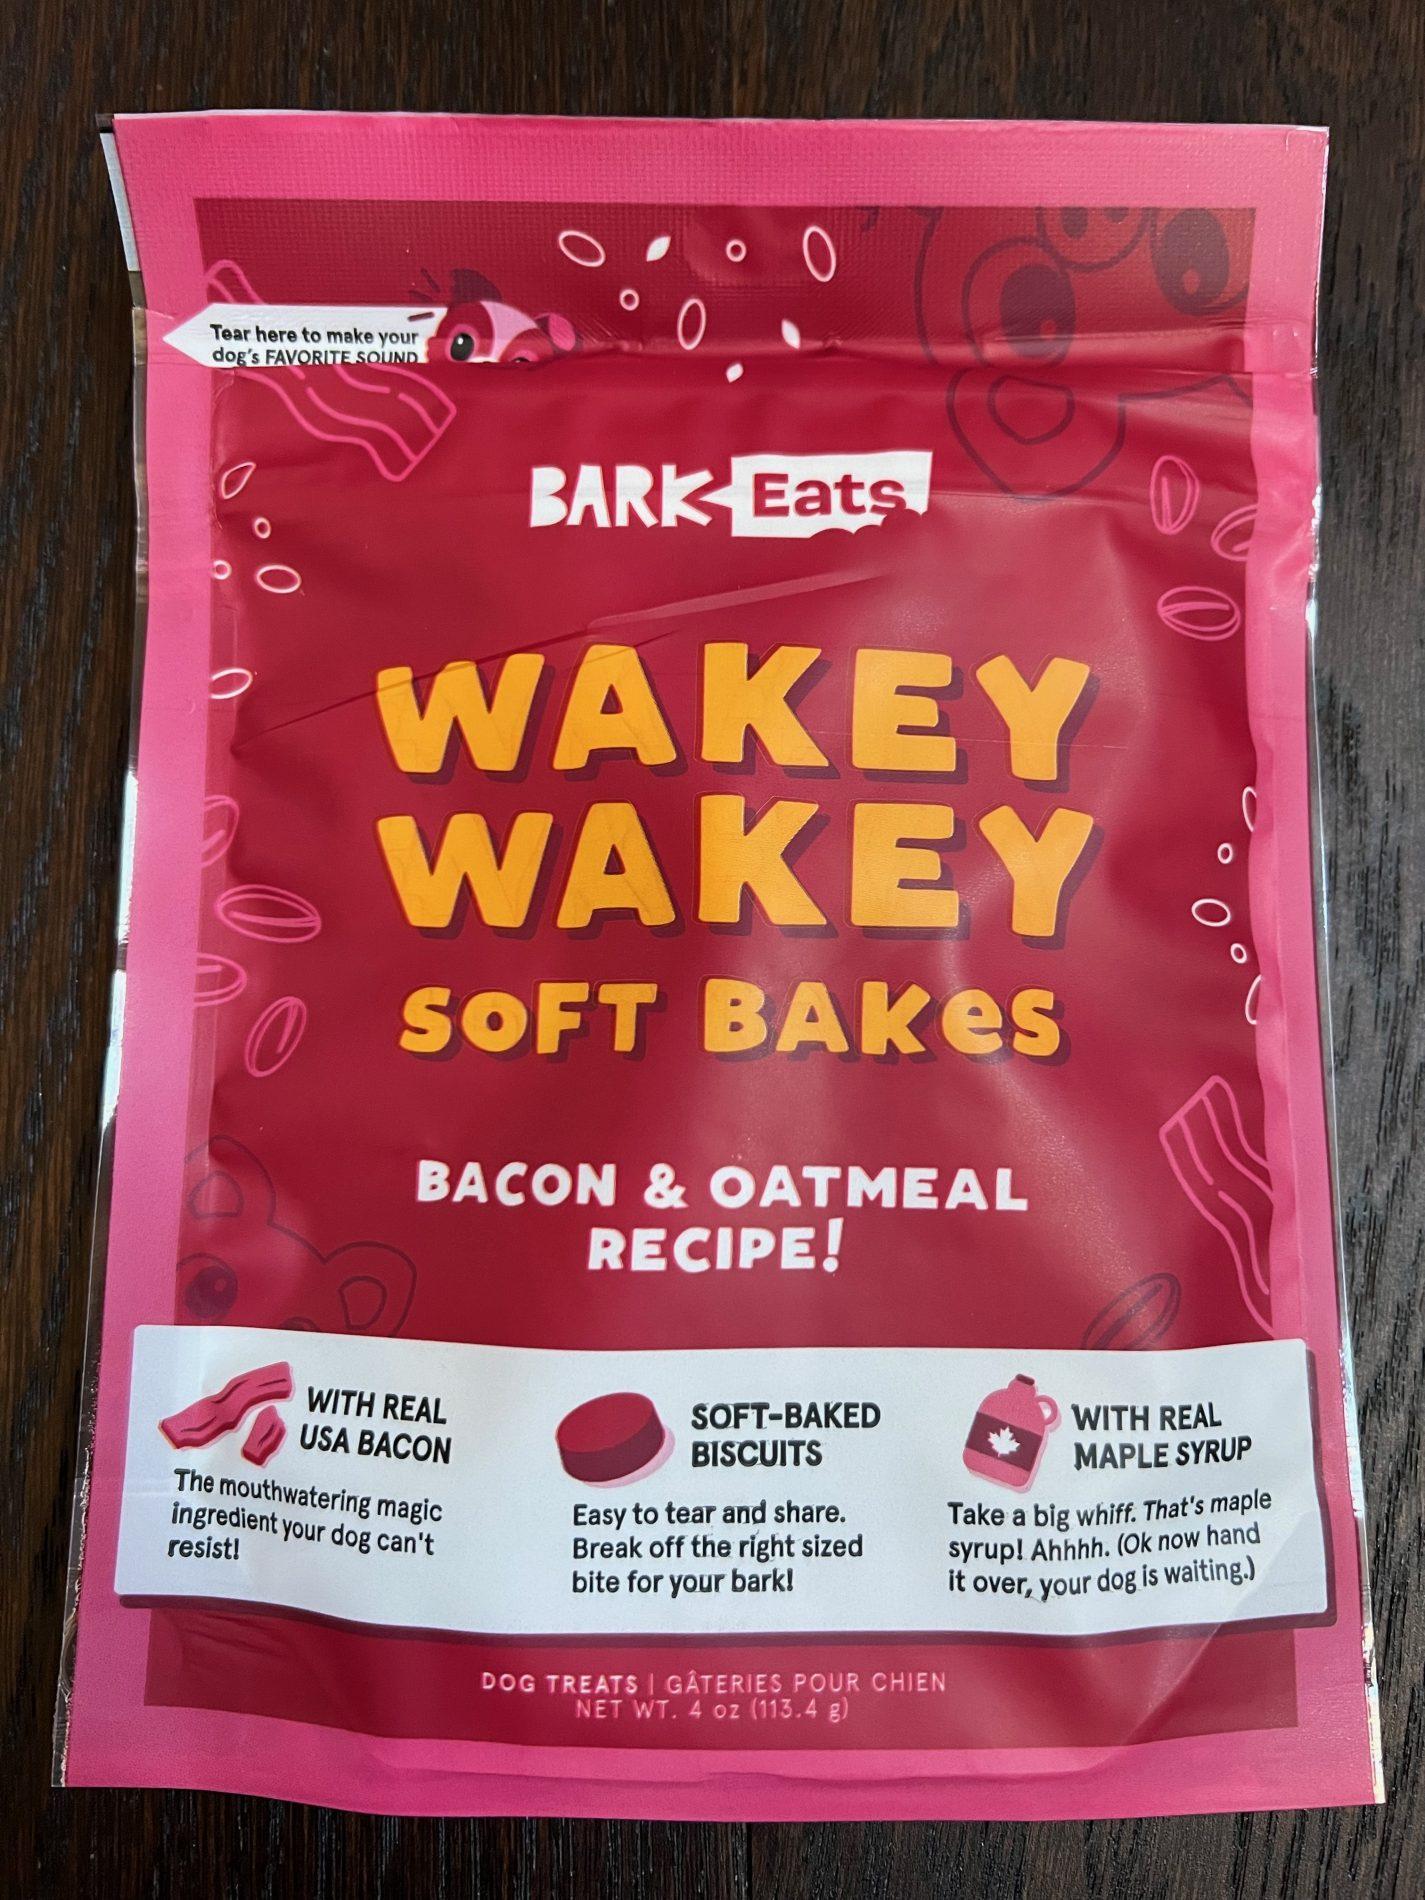 Tear here to make your
dog's FAVORITE SOUND
BARK Eats
WAKEY
WAKEY
SOFT BAKeS
BACON & OATMEAL
RECIPE!
WITH REAL
USA BACON
The mouthwatering magic
ingredient your dog can't
resist!
SOFT-BAKED
BISCUITS
Easy to tear and share.
Break off the right sized
bite for your bark!
WITH REAL
MAPLE SYRUP
Take a big whiff. That's maple
syrup! Ahhhh. (Ok now hand
it over, your dog is waiting.)
DOG TREATS | GÂTERIES POUR CHIEN
NET WT. 4 oz (113.4 g)